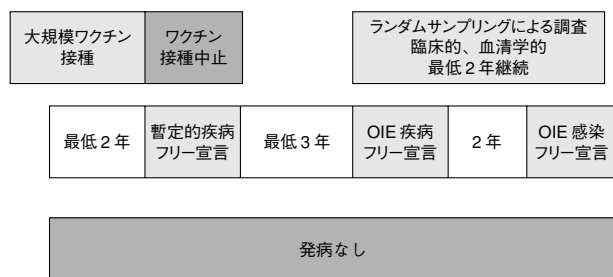 大規模ワクチン
接種
ワクチン
接種中止
ランダムサンプリングによる調査
臨床的、血清学的
最低2年継続
最低2年
暫定的疾病
フリー宣言
最低3年
OIE 疾病
フリー宣言
2年
OIE 感染
フリー宣言
発病なし